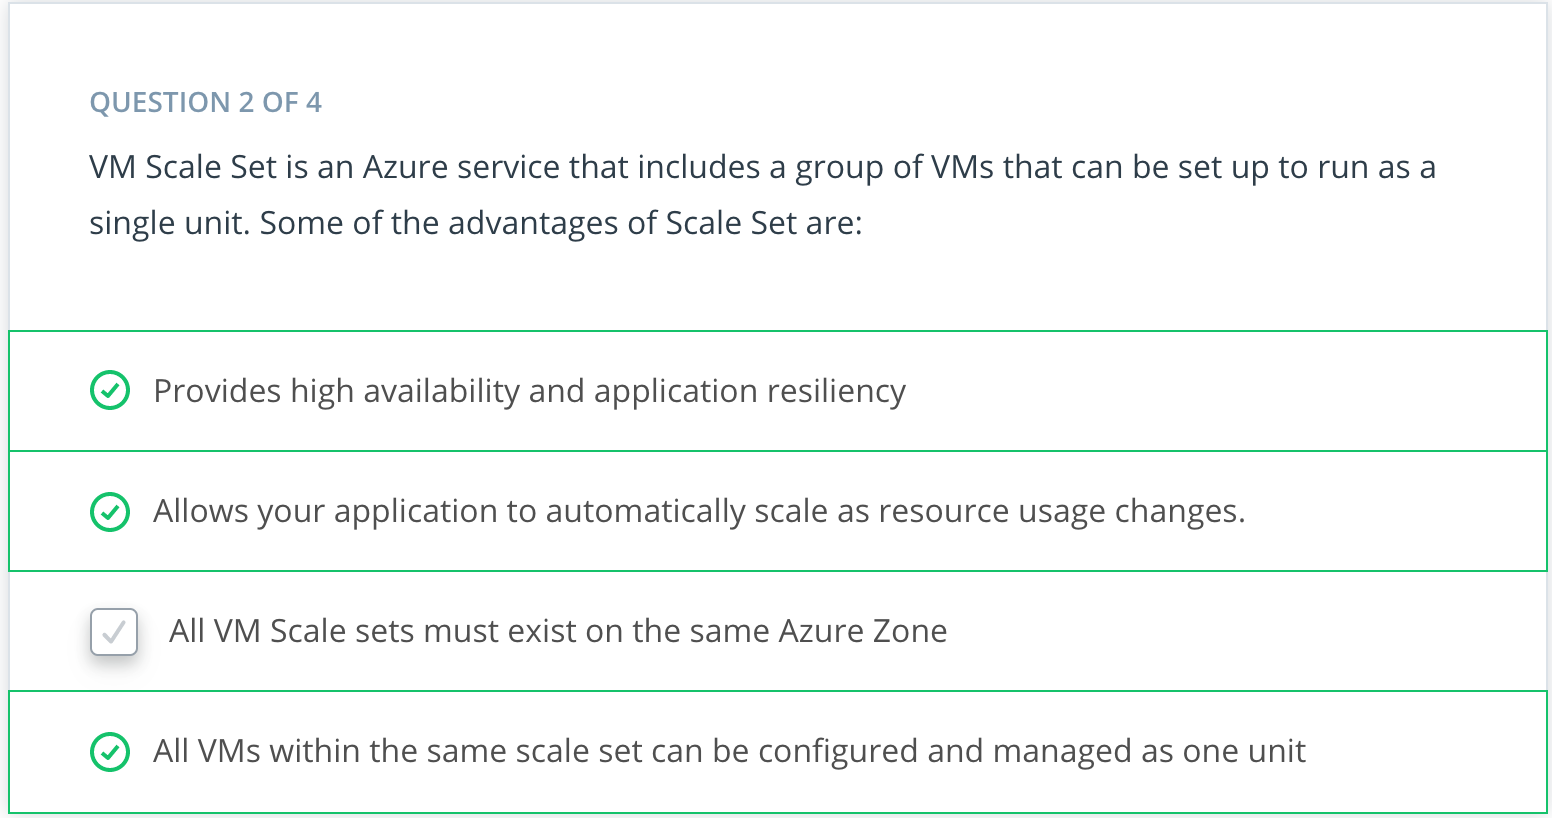 QUESTION 2 OF 4
VM Scale Set is an Azure service that includes a group of VMs that can be set up to run as a
single unit. Some of the advantages of Scale Set are:
Provides high availability and application resiliency
Allows your application to automatically scale as resource usage changes.
All VM Scale sets must exist on the same Azure Zone
All VMs within the same scale set can be configured and managed as one unit